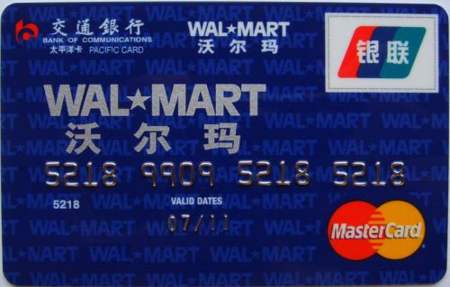 交通銀行
BANK OF COMMUNICATIONS
太平洋卡 PACIFIC CARD
WAL★MART
沃尔玛
银联
WAL★MART
沃尔玛
5218 9909 5218 5218
5218
VALID DATES
07/11
MasterCard